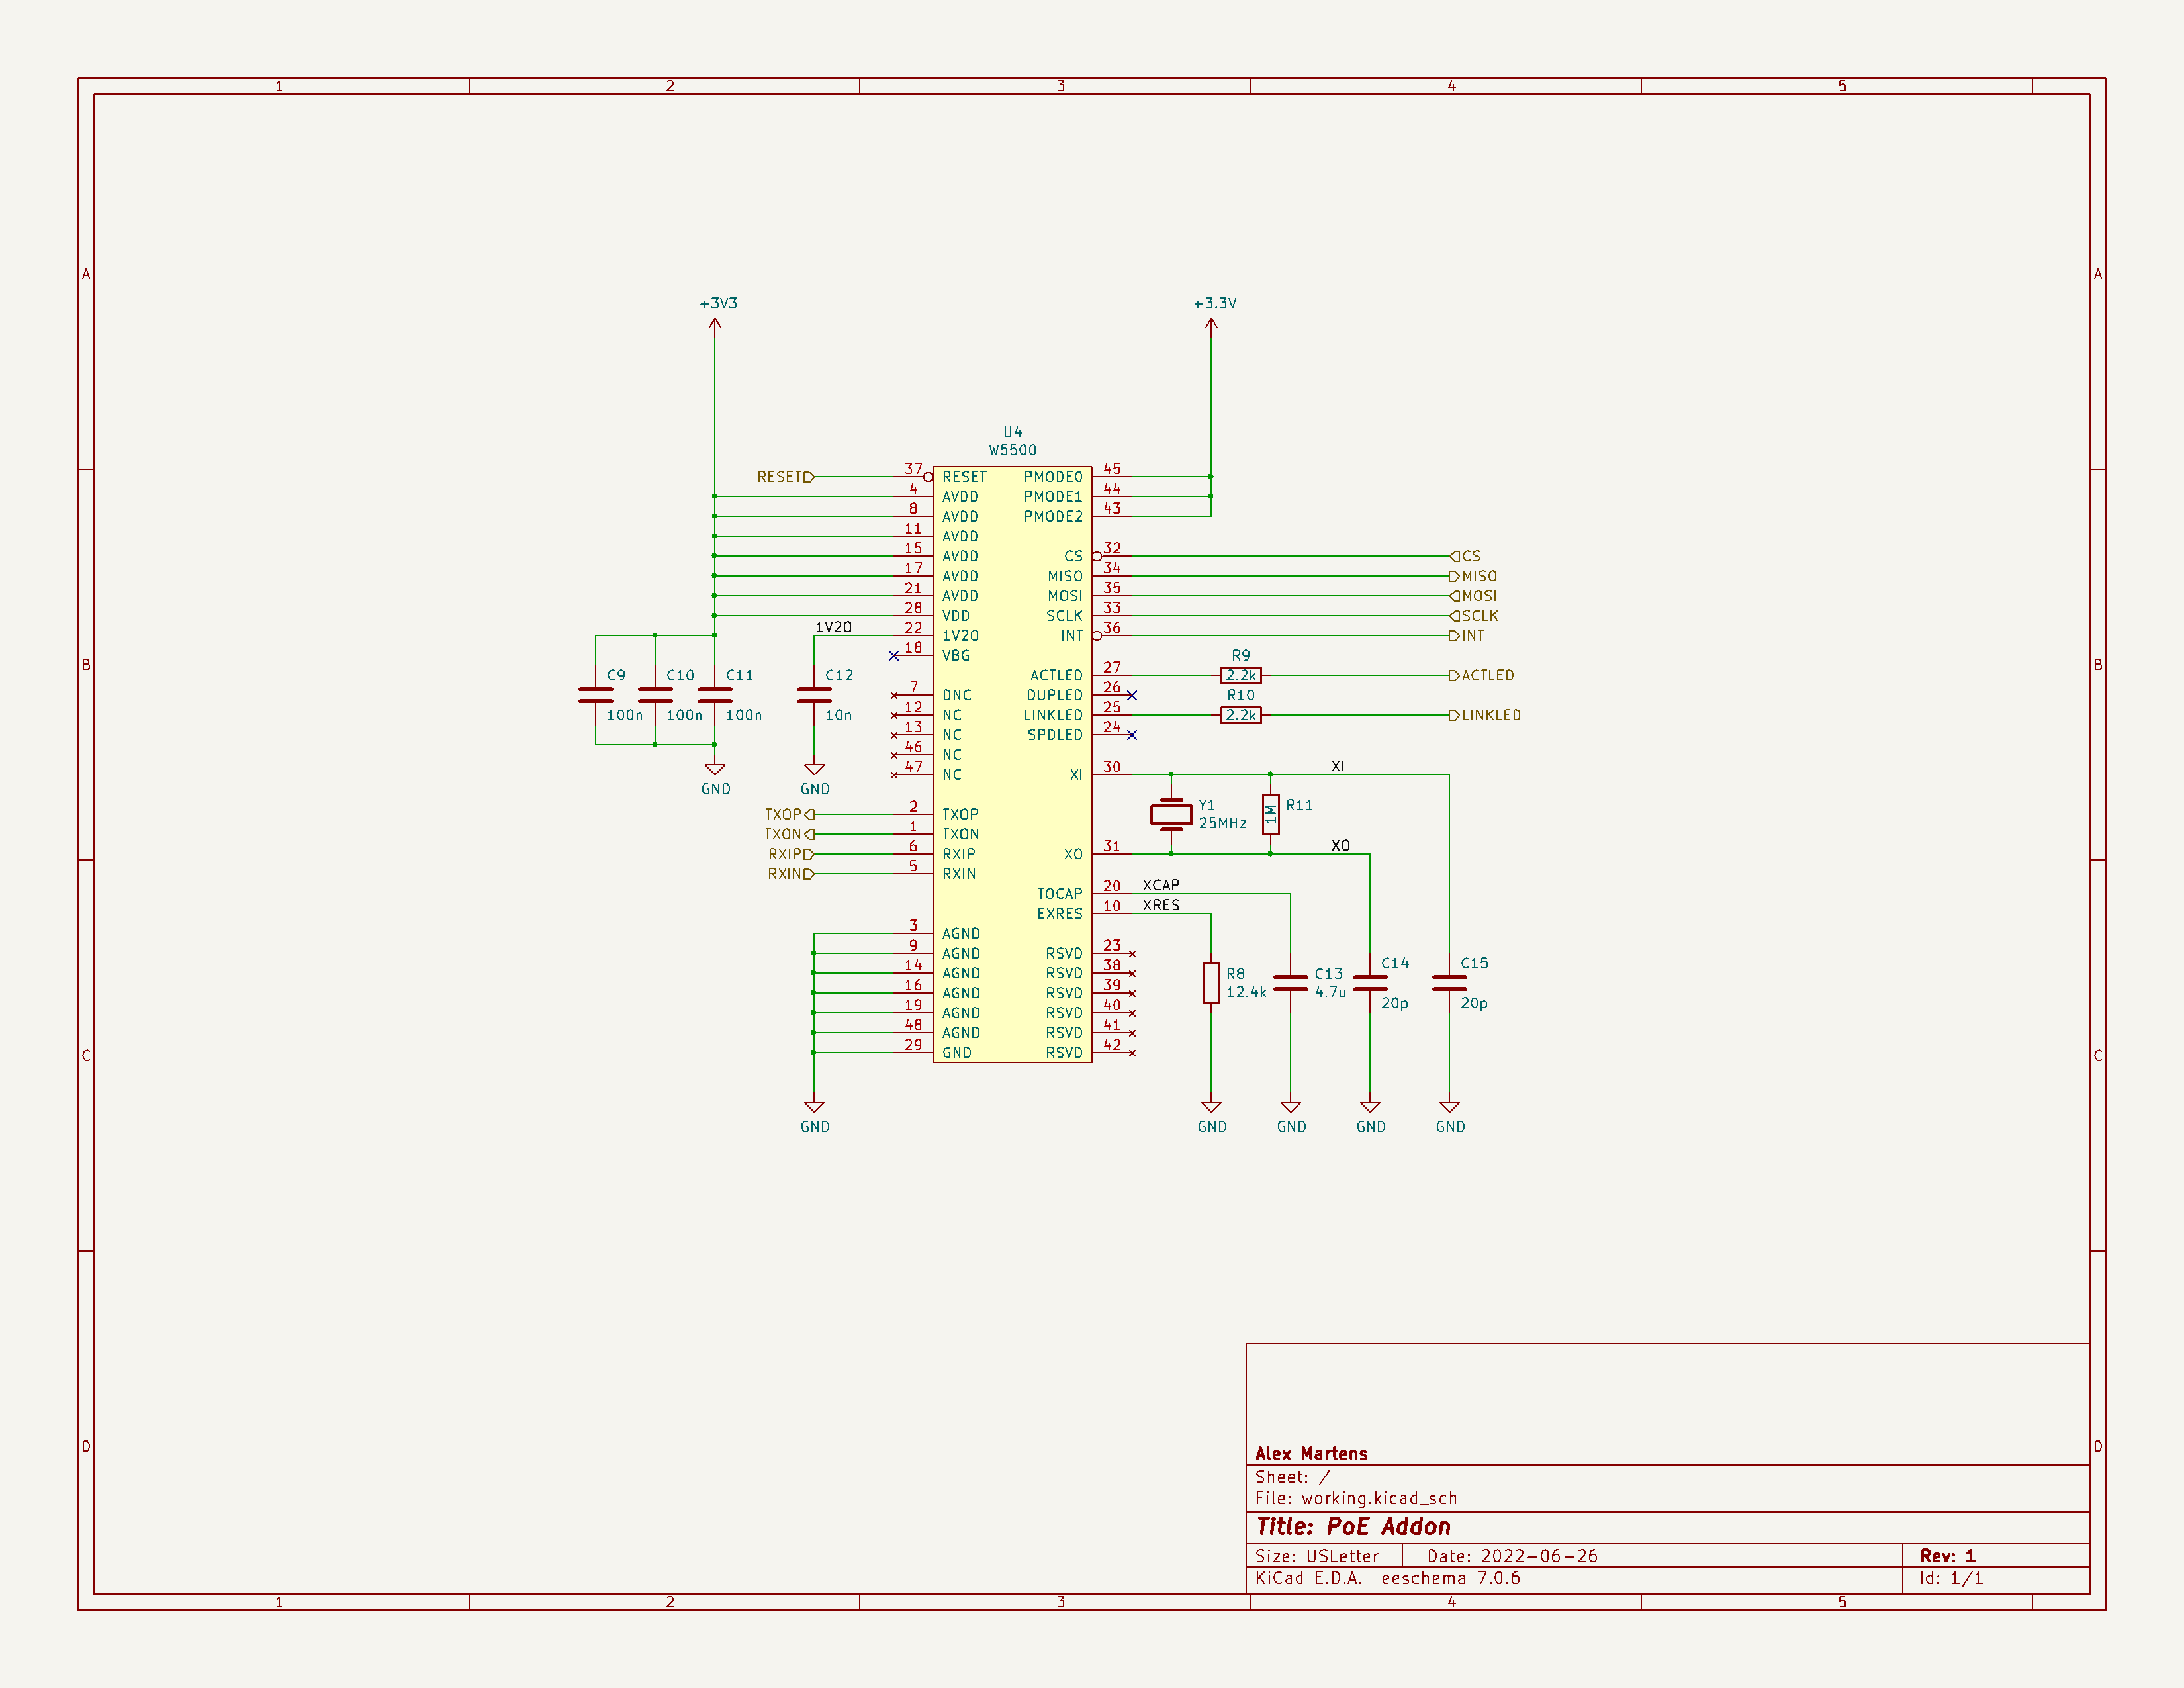 1 2 3 4 5
A A
+3V3 +3.3V
U4
W5500
RESET 37 RESET PMODE0 45
4 AVDD PMODE1 44
8 AVDD PMODE2 43
11 AVDD
15 AVDD CS 32 CS
17 AVDD MISO 34 MISO
21 AVDD MOSI 35 MOSI
28 VDD SCLK 33 SCLK
1V2O 22 1V2O INT 36 INT
18 VBG R9
B B
C9 C10 C11 C12 ACTLED 27 2.2k ACTLED
7 DNC DUPLED 26 R10
100n 100n 100n 10n 12 NC LINKED 25 2.2k LINKLED
13 NC SPDLED 24
46 NC
47 NC XI 30 XI
GND GND
Y1 1M R11
25MHz
TXOP 2 TXOP
TXON 1 TXON
RXIP 6 RXIP XO 31 XO
RXIN 5 RXIN
TOCAP 20 XCAP
EXRES 10 XRES
3 AGND
9 AGND RSVD 23
14 AGND RSVD 38
16 AGND RSVD 39
19 AGND RSVD 40
48 AGND RSVD 41
29 GND RSVD 42
R8 C13 C14 C15
12.4k 4.7u 20p 20p
C C
GND GND GND GND GND
D D
Alex Martens
Sheet: /
File: working.kicad_sch
Title: PoE Addon
Size: USLetter Date: 2022-06-26 Rev: 1
KiCad E.D.A. eeschema 7.0.6 Id: 1/1
1 2 3 4 5